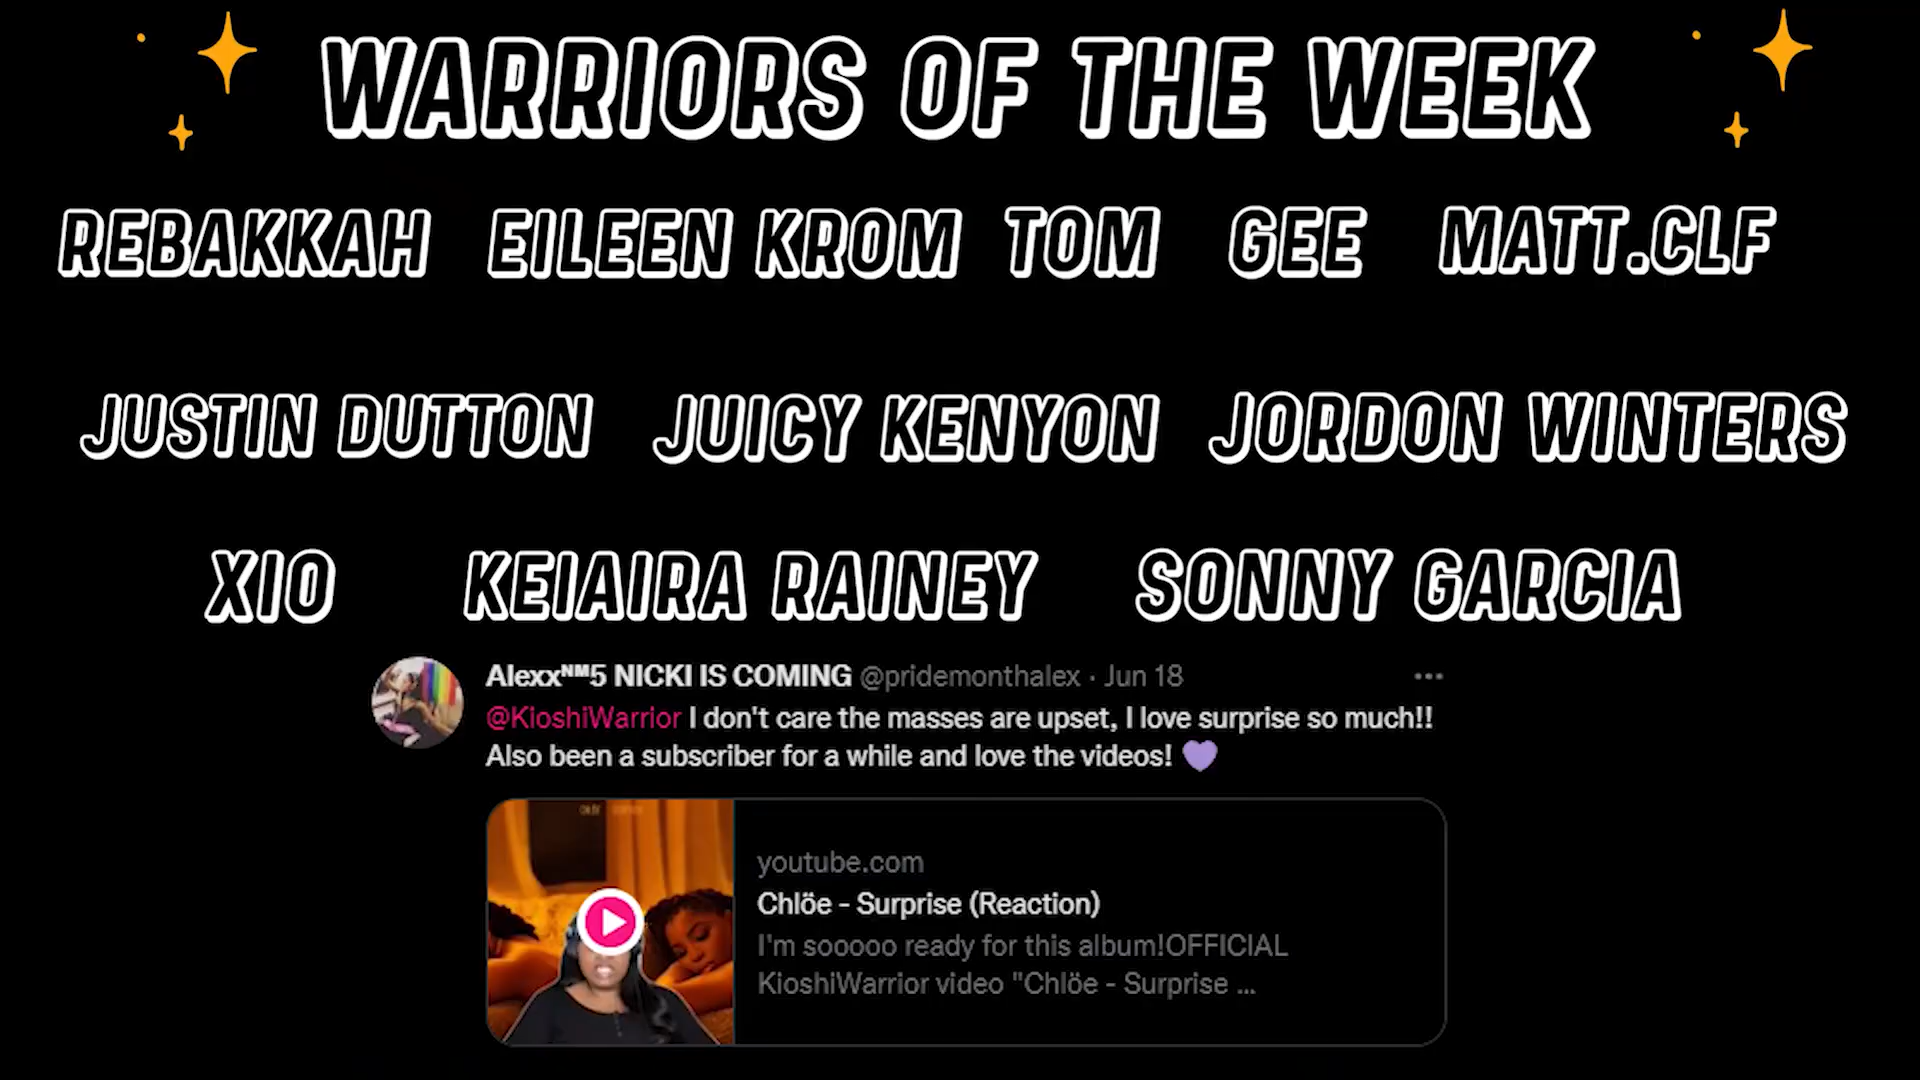 WARRIORS OF THE WEEK
REBAKKAH EILEEN KROM TOM GEE MATT.CLF
JUSTIN DUTTON JUICY KENYON JORDON WINTERS
XIO KEIAIRA RAINEY SONNY GARCIA
Alexxᴺᴹ5 NICKI IS COMING @pridemonthalex · Jun 18
@KioshiWarrior I don't care the masses are upset, I love surprise so much!!
Also been a subscriber for a while and love the videos! 💜
youtube.com
Chlöe - Surprise (Reaction)
I'm sooooo ready for this album!OFFICIAL
KioshiWarrior video "Chlöe - Surprise ...